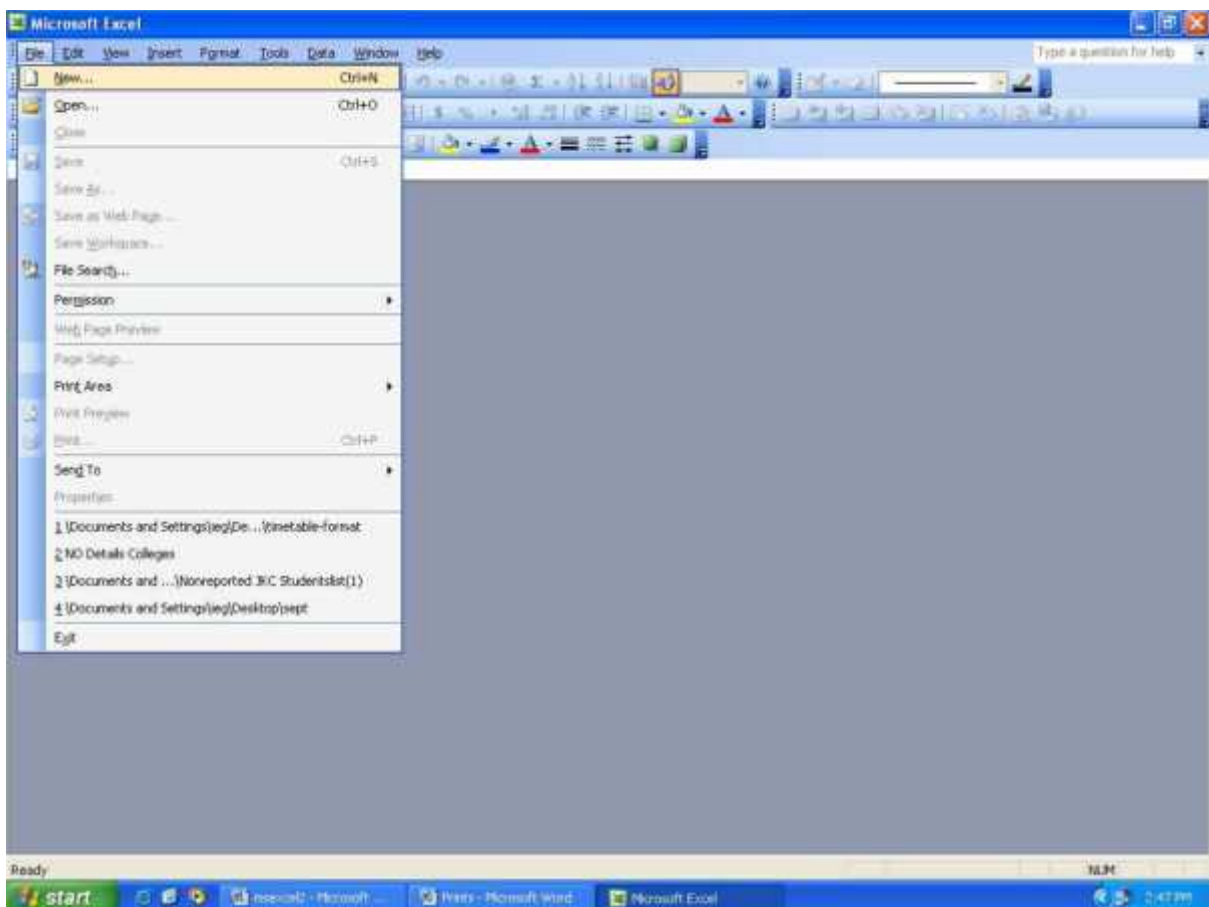 Microsoft Excel
File Edit View Insert Format Tools Data Window Help Type a question for help
New... Ctrl+N
Open... Ctrl+O
Close
Save Ctrl+S
Save As...
Save as Web Page...
Save Workspace...
File Search...
Permission
Web Page Preview
Page Setup...
Print Area
Print Preview
Print... Ctrl+P
Send To
Properties
1 \Documents and Settings\jeg\De...\timetable-format
2 NO Details Colleges
3 \Documents and ...\Nonreported JKC Studentslist(1)
4 \Documents and Settings\jeg\Desktop\sept
Exit
Ready NUM
start - Microsoft ... Prints - Microsoft Word Microsoft Excel 2:47 PM